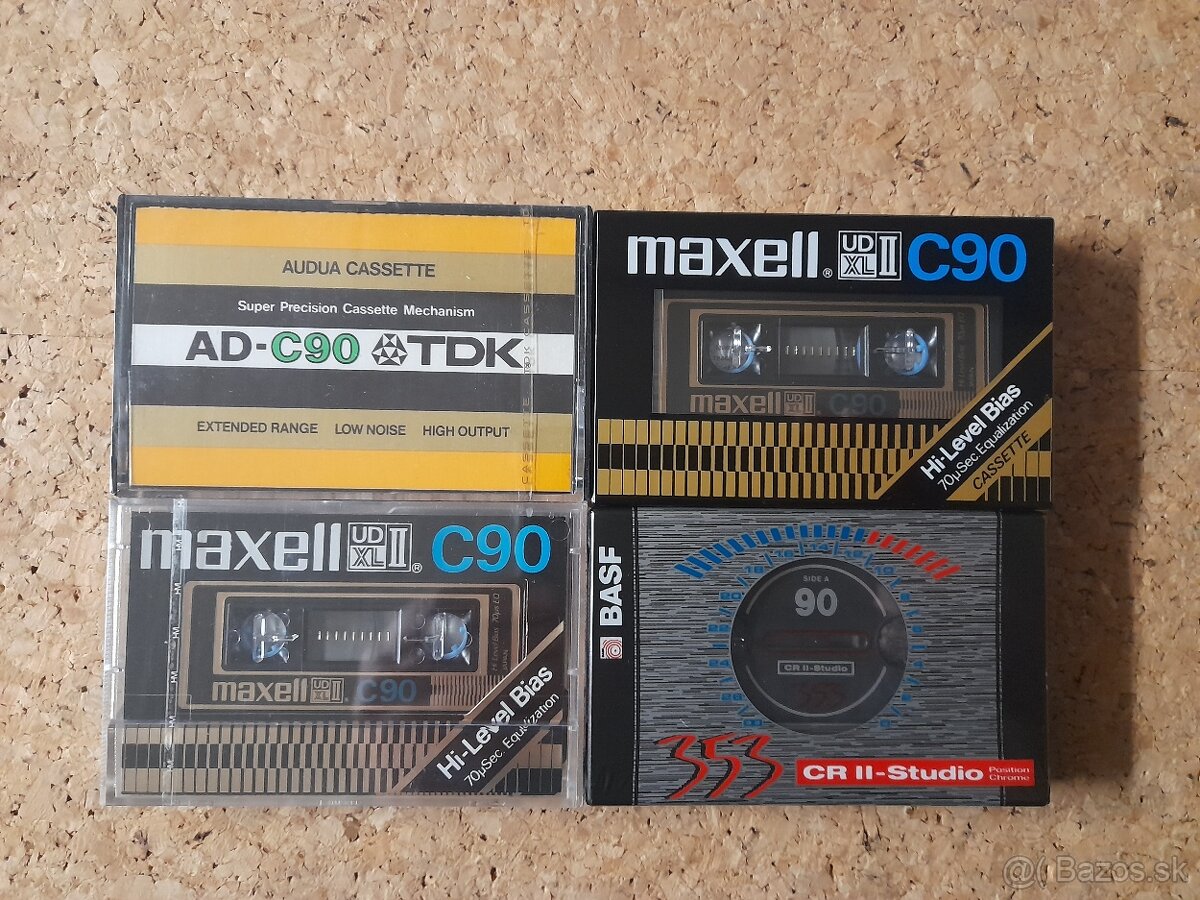 AUDUA CASSETTE
Super Precision Cassette Mechanism
AD-C90 TDK
EXTENDED RANGE LOW NOISE HIGH OUTPUT
maxell® UD XL II C90
maxell UD XL II C90
Hi-Level Bias
70μSec. Equalization
CASSETTE
maxell UD XL II® C90
maxell UD XL II C90
Hi-Level Bias
70μSec. Equalization
BASF
SIDE A
90
CR II-Studio
353
353 CR II-Studio Position Chrome
@( Bazos.sk